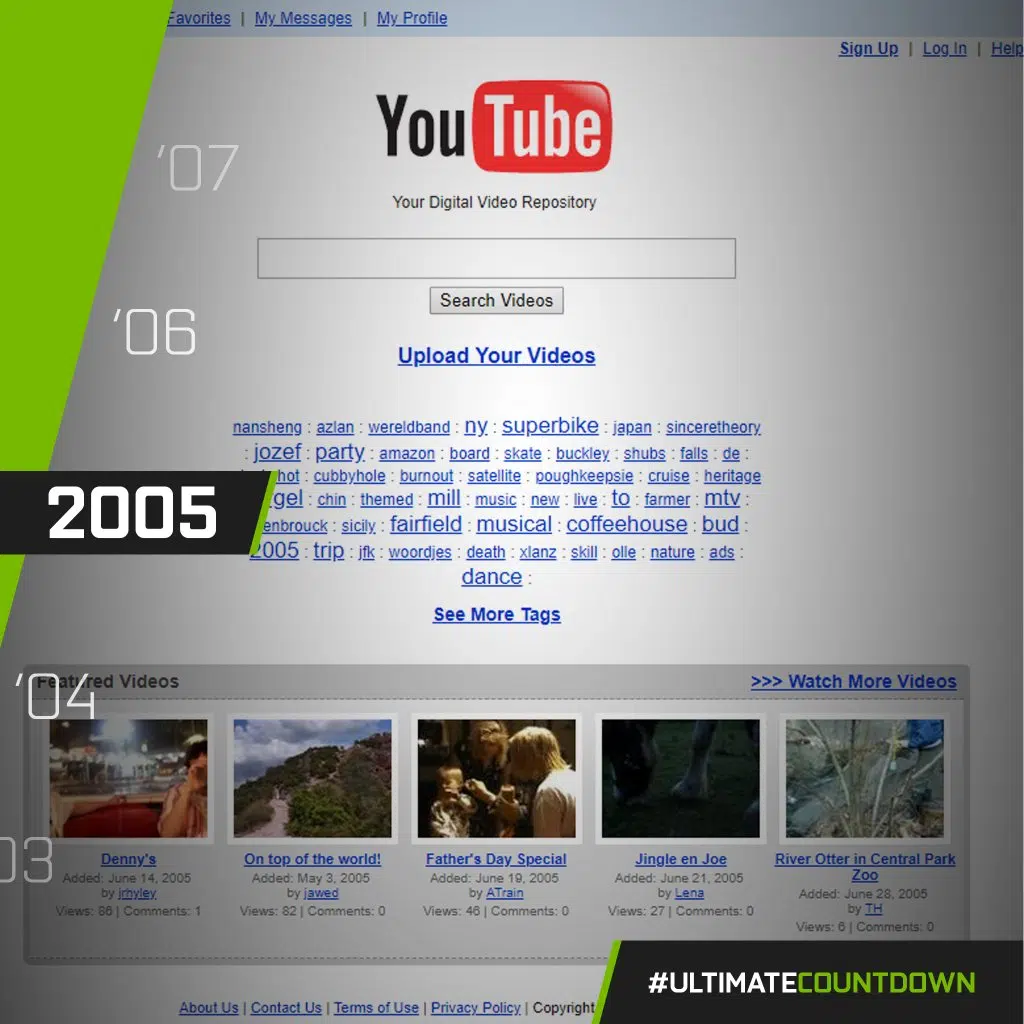 Favorites | My Messages | My Profile
Sign Up | Log In | Help
YouTube
'07
Your Digital Video Repository
Search Videos
'06
Upload Your Videos
nansheng : azlan : wereldband : ny : superbike : japan : sinceretheory
: jozef : party : amazon : board : skate : buckley : shubs : falls : de :
hot : cubbyhole : burnout : satellite : poughkeepsie : cruise : heritage
gel : chin : themed : mill : music : new : live : to : farmer : mtv :
2005
enbrouck : sicily : fairfield : musical : coffeehouse : bud :
2005 : trip : jfk : woordjes : death : xlanz : skill : olle : nature : ads :
dance :
See More Tags
'04
Featured Videos
>>> Watch More Videos
03
Denny's
Added: June 14, 2005
by jrhyley
Views: 86 | Comments: 1
On top of the world!
Added: May 3, 2005
by jawed
Views: 82 | Comments: 0
Father's Day Special
Added: June 19, 2005
by ATrain
Views: 46 | Comments: 0
Jingle en Joe
Added: June 21, 2005
by Lena
Views: 27 | Comments: 0
River Otter in Central Park
Zoo
Added: June 28, 2005
by TH
Views: 6 | Comments: 0
#ULTIMATECOUNTDOWN
About Us | Contact Us | Terms of Use | Privacy Policy | Copyright